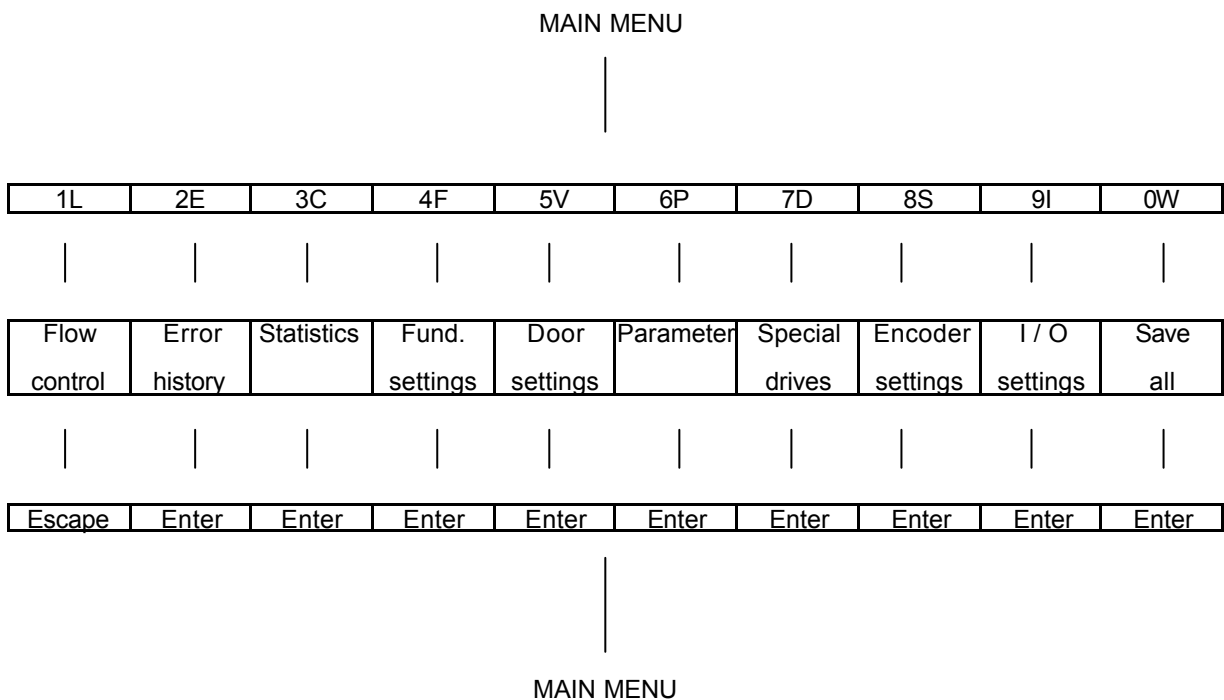 MAIN MENU
1L 2E 3C 4F 5V 6P 7D 8S 9I 0W
Flow Error Statistics Fund. Door Parameter Special Encoder I / O Save
control history settings settings drives settings settings all
Escape Enter Enter Enter Enter Enter Enter Enter Enter Enter
MAIN MENU